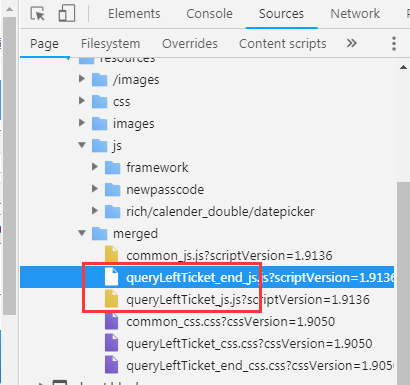 Elements Console Sources Network
Page Filesystem Overrides Content scripts »
resources
/images
css
images
js
framework
newpasscode
rich/calender_double/datepicker
merged
common_js.js?scriptVersion=1.9136
queryLeftTicket_end_js.js?scriptVersion=1.9136
queryLeftTicket_js.js?scriptVersion=1.9136
common_css.css?cssVersion=1.9050
queryLeftTicket_css.css?cssVersion=1.9050
queryLeftTicket_end_css.css?cssVersion=1.9050